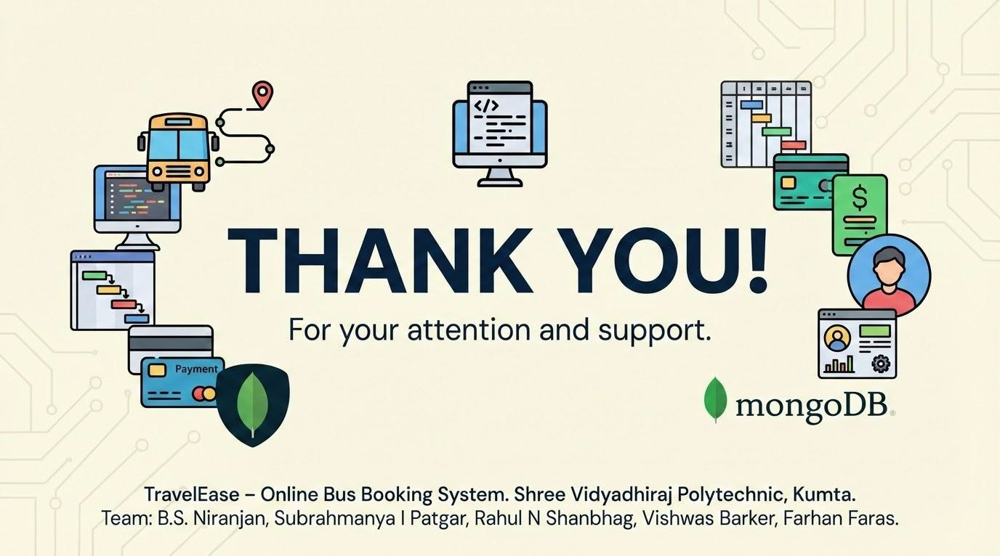 </>
THANK YOU!
For your attention and support.
$
Payment
mongoDB®
TravelEase – Online Bus Booking System. Shree Vidyadhiraj Polytechnic, Kumta.
Team: B.S. Niranjan, Subrahmanya I Patgar, Rahul N Shanbhag, Vishwas Barker, Farhan Faras.